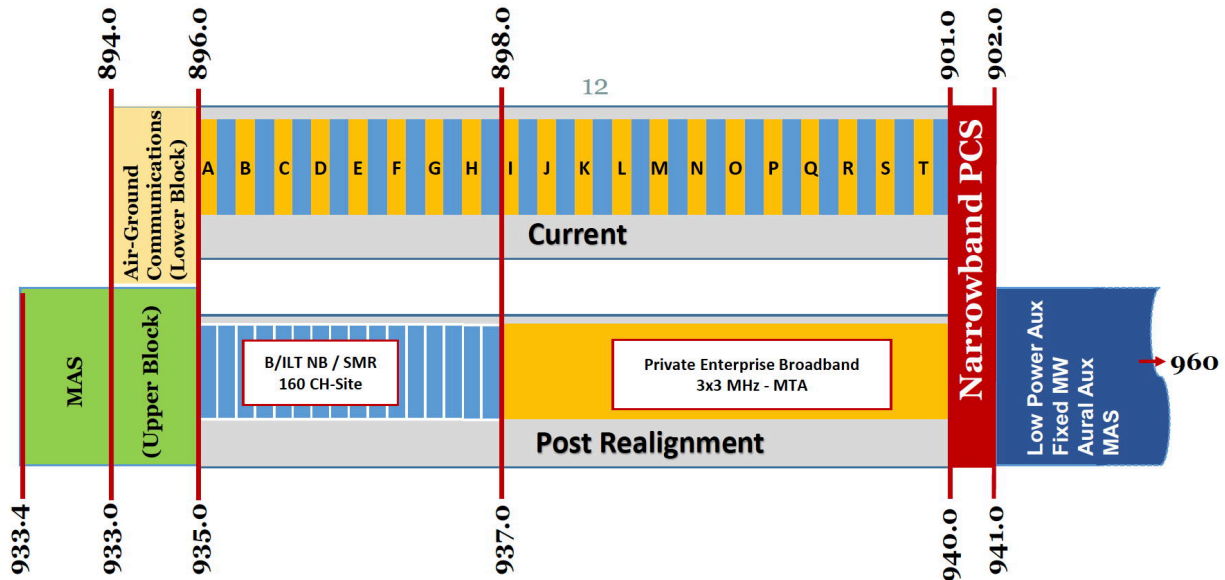 894.0
896.0
898.0
901.0
902.0
12
Air-Ground
Communications
(Lower Block)
A B C D E F G H I J K L M N O P Q R S T
Current
Narrowband PCS
MAS
(Upper Block)
B/ILT NB / SMR
160 CH-Site
Private Enterprise Broadband
3x3 MHz - MTA
Post Realignment
Low Power Aux
Fixed MW
Aural Aux
MAS
960
933.4
933.0
935.0
937.0
940.0
941.0